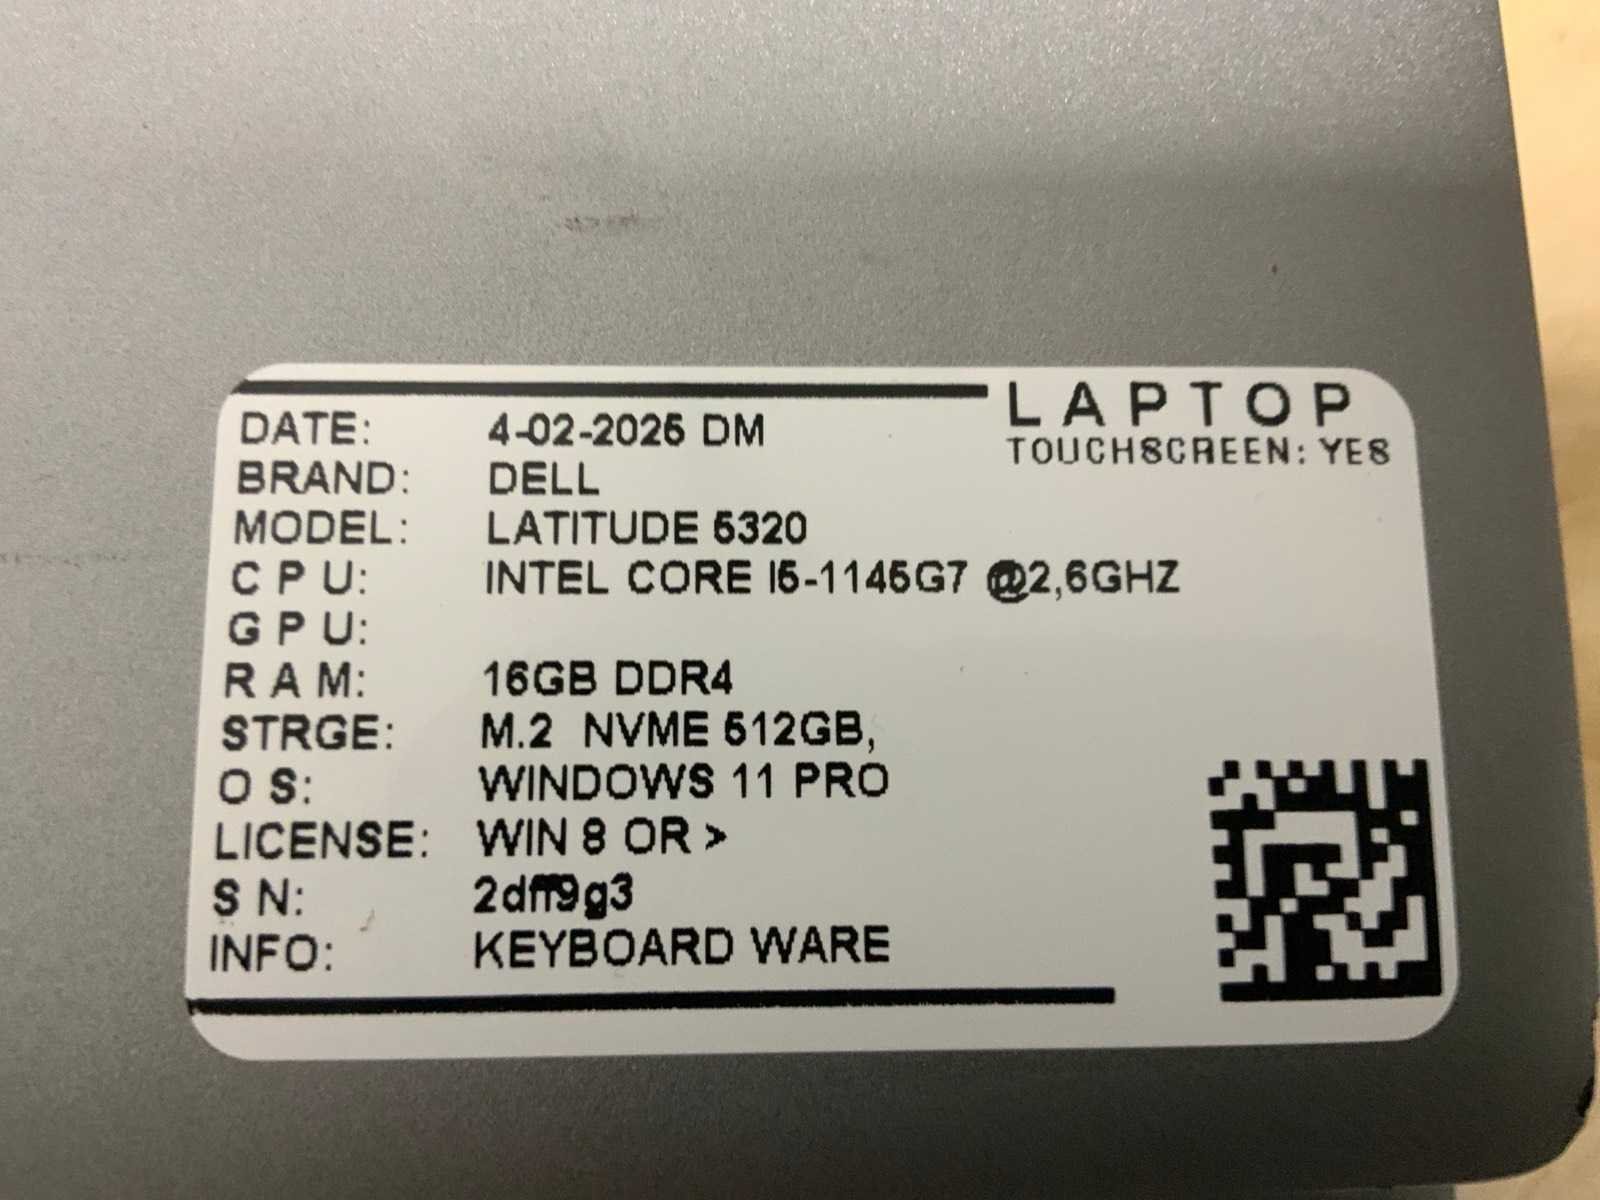 LAPTOP
TOUCHSCREEN: YES
DATE: 4-02-2025 DM
BRAND: DELL
MODEL: LATITUDE 5320
CPU: INTEL CORE I5-1145G7 @2,6GHZ
GPU:
RAM: 16GB DDR4
STRGE: M.2 NVME 512GB,
OS: WINDOWS 11 PRO
LICENSE: WIN 8 OR >
SN:
INFO: KEYBOARD WARE